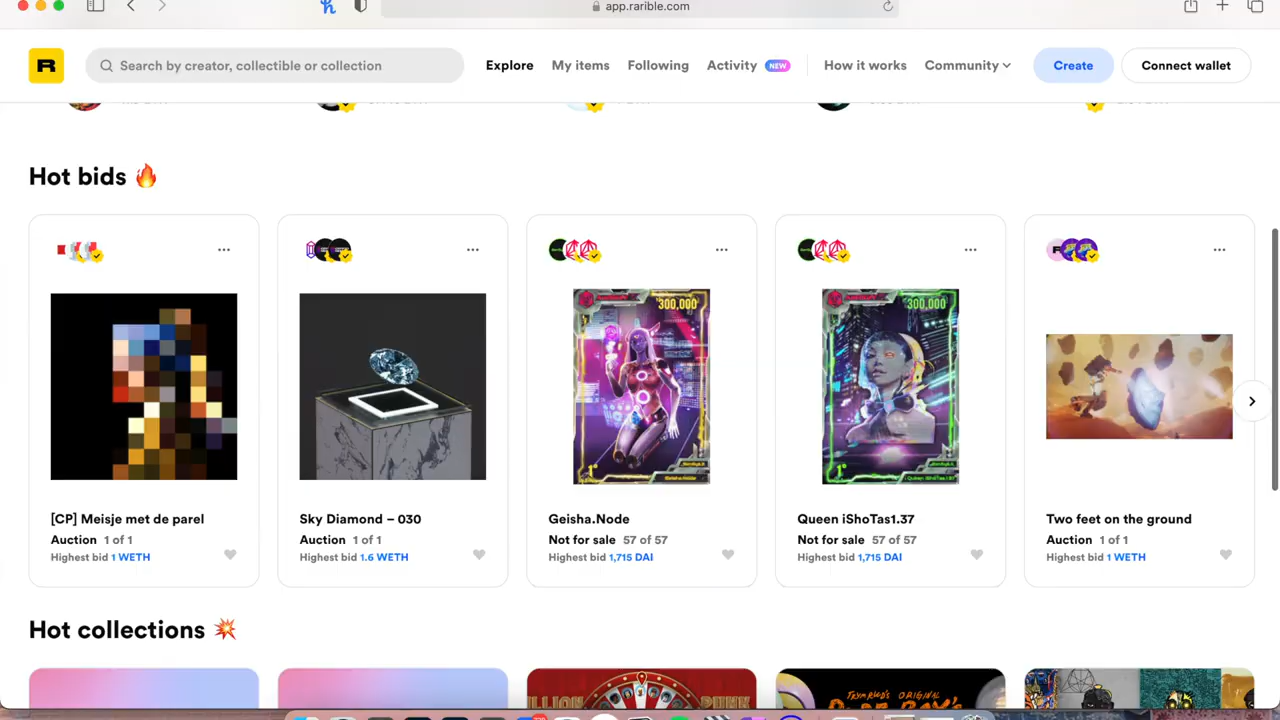 app.rarible.com
R
Search by creator, collectible or collection
Explore
My items
Following
Activity NEW
How it works
Community
Create
Connect wallet
Hot bids
300,000
300,000
[CP] Meisje met de parel
Auction 1 of 1
Highest bid 1 WETH
Sky Diamond – 030
Auction 1 of 1
Highest bid 1.6 WETH
Geisha.Node
Not for sale 57 of 57
Highest bid 1,715 DAI
Queen iShoTas1.37
Not for sale 57 of 57
Highest bid 1,715 DAI
Two feet on the ground
Auction 1 of 1
Highest bid 1 WETH
Hot collections